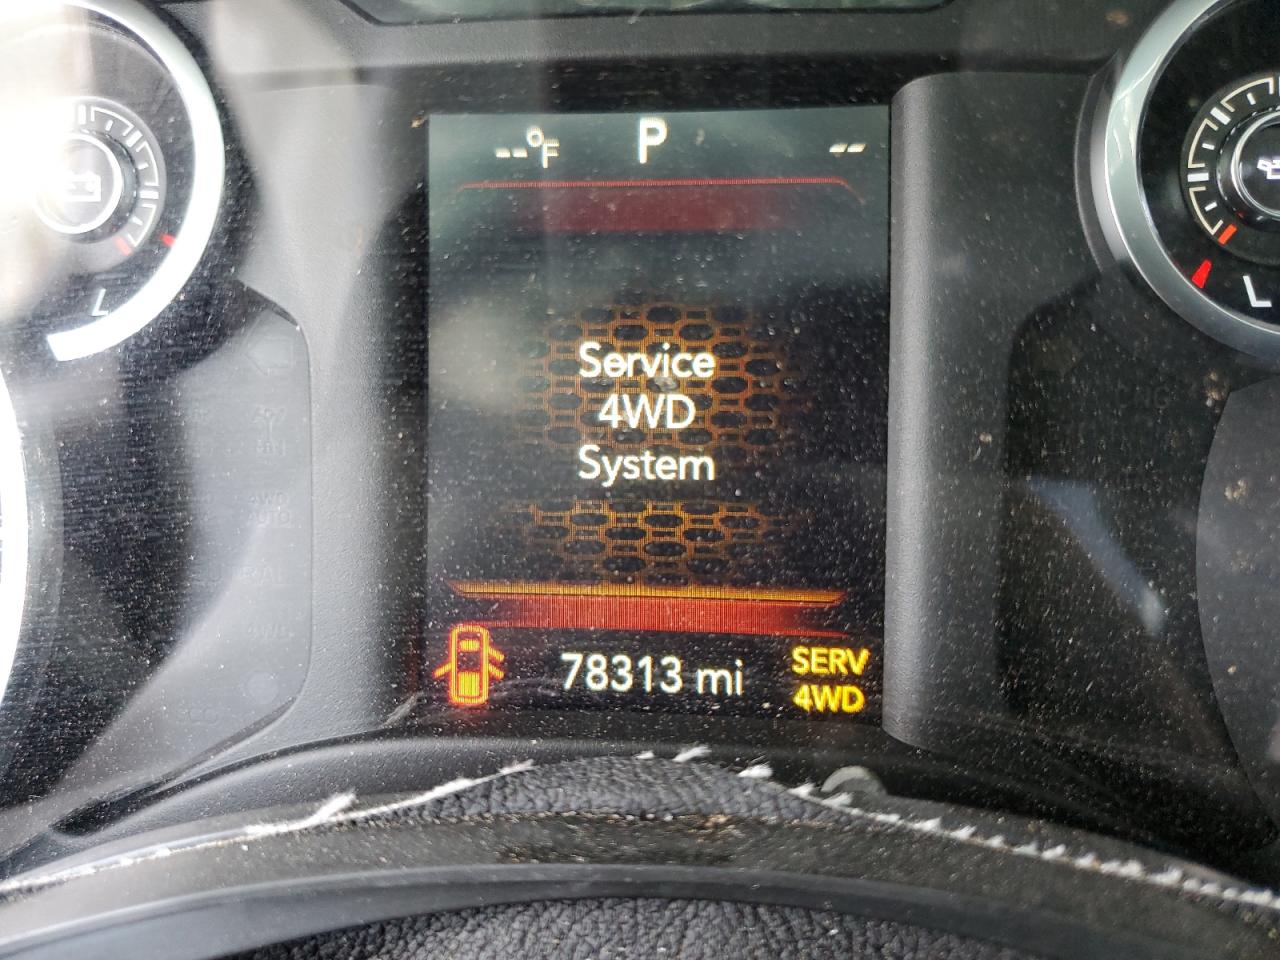 --°F P --
L
L
Service
4WD
System
78313 mi
SERV
4WD